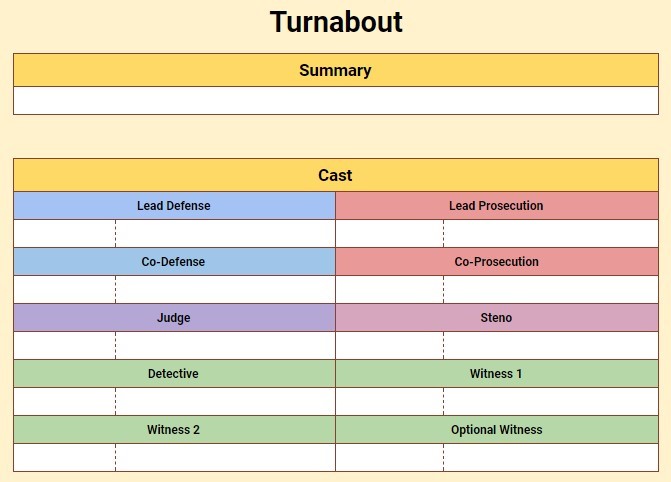 Turnabout
Summary
Cast
Lead Defense
Lead Prosecution
Co-Defense
Co-Prosecution
Judge
Steno
Detective
Witness 1
Witness 2
Optional Witness